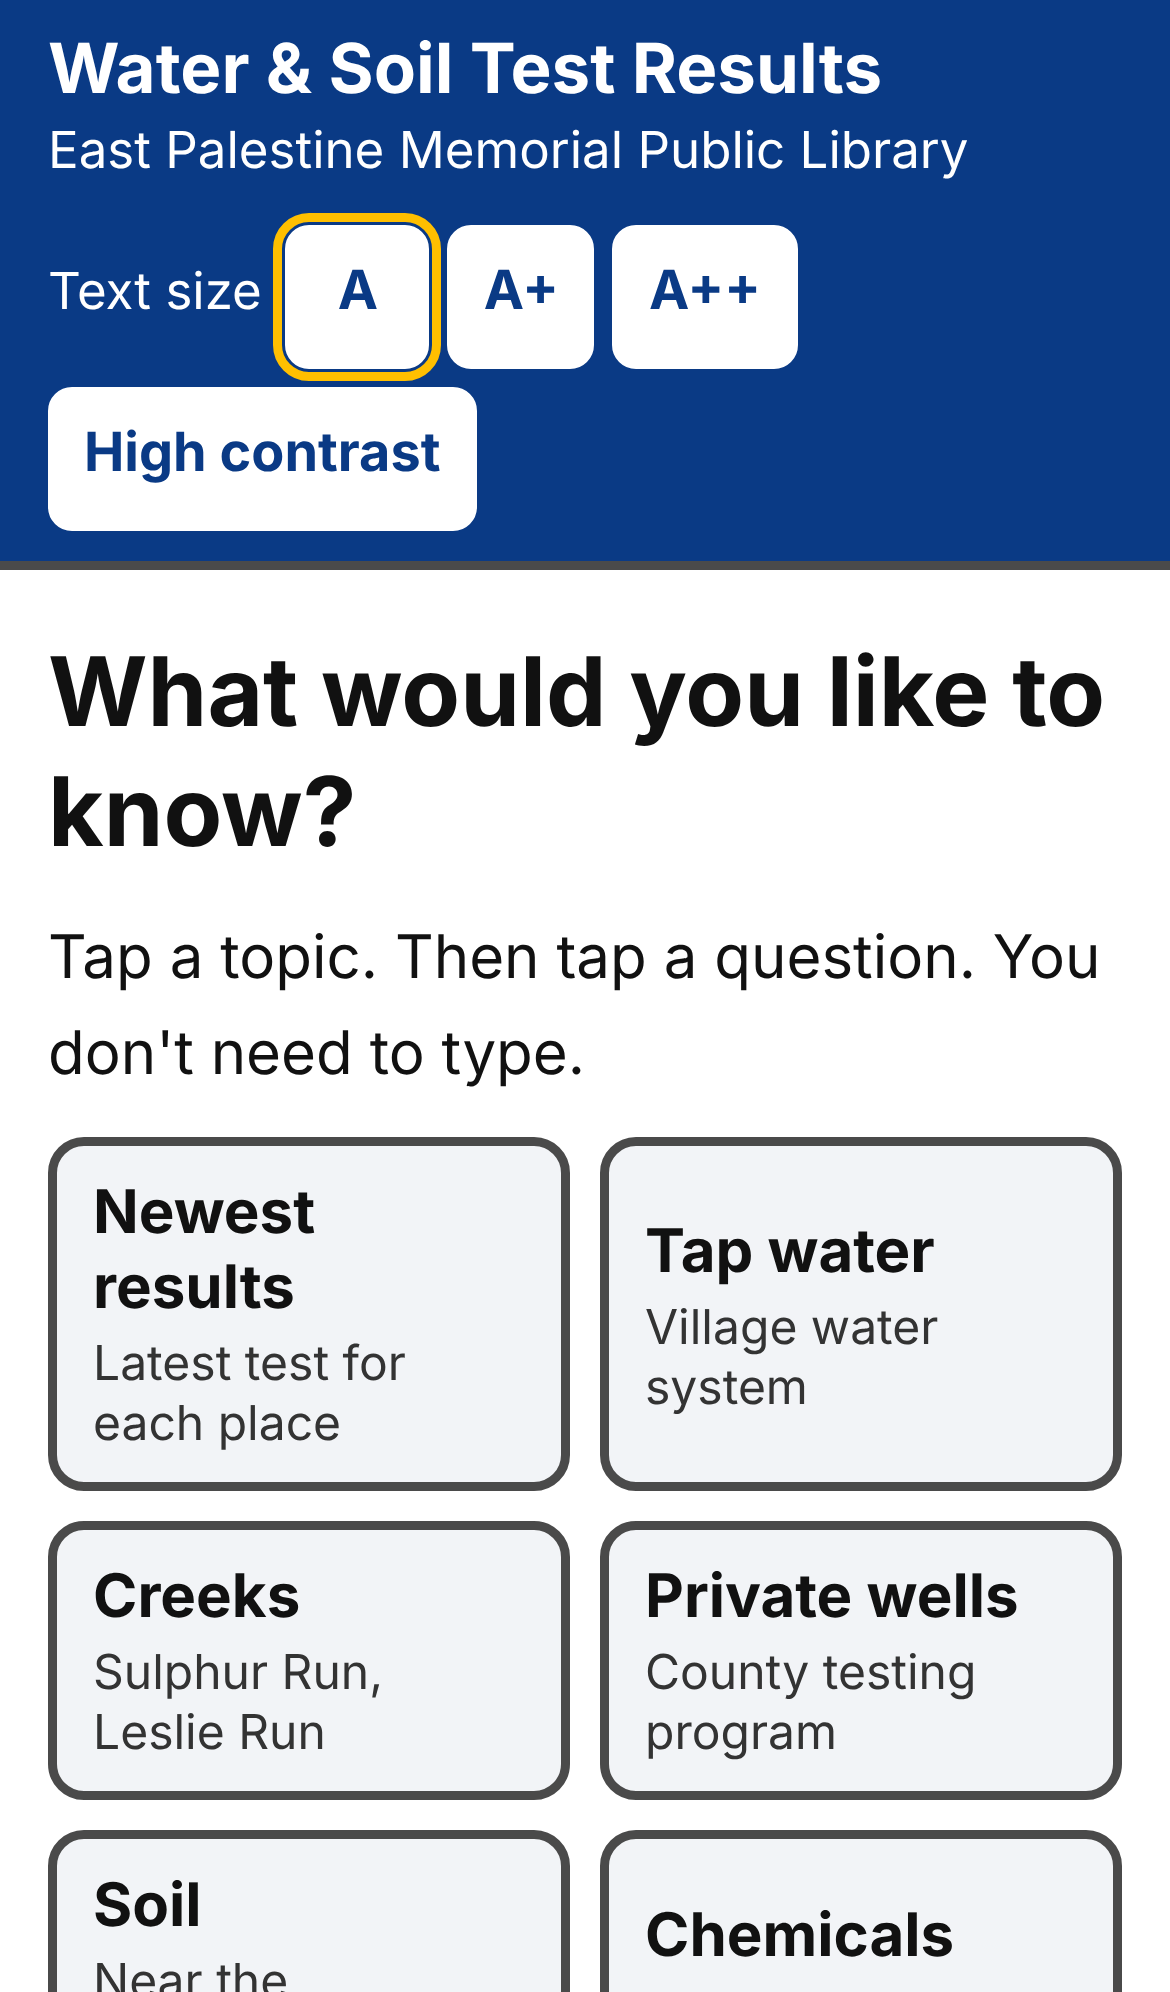 Water & Soil Test Results
East Palestine Memorial Public Library
Text size A A+ A++
High contrast
What would you like to
know?
Tap a topic. Then tap a question. You
don't need to type.
Newest
results
Latest test for
each place
Tap water
Village water
system
Creeks
Sulphur Run,
Leslie Run
Private wells
County testing
program
Soil
Near the
Chemicals